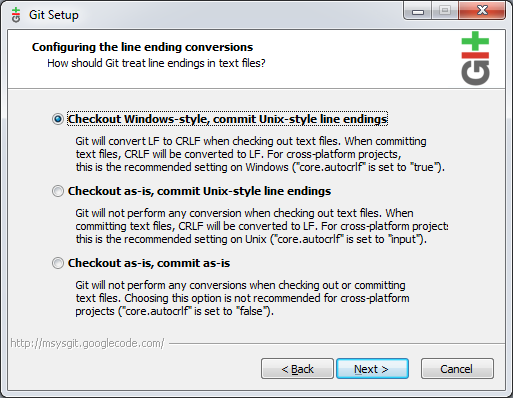 Git Setup
Configuring the line ending conversions
How should Git treat line endings in text files?
GIT
Checkout Windows-style, commit Unix-style line endings
Git will convert LF to CRLF when checking out text files. When committing
text files, CRLF will be converted to LF. For cross-platform projects,
this is the recommended setting on Windows ("core.autocrlf" is set to "true").
Checkout as-is, commit Unix-style line endings
Git will not perform any conversion when checking out text files. When
committing text files, CRLF will be converted to LF. For cross-platform project
this is the recommended setting on Unix ("core.autocrlf" is set to "input").
Checkout as-is, commit as-is
Git will not perform any conversions when checking out or committing
text files. Choosing this option is not recommended for cross-platform
projects ("core.autocrlf" is set to "false").
http://msysgit.googlecode.com/
< Back
Next >
Cancel